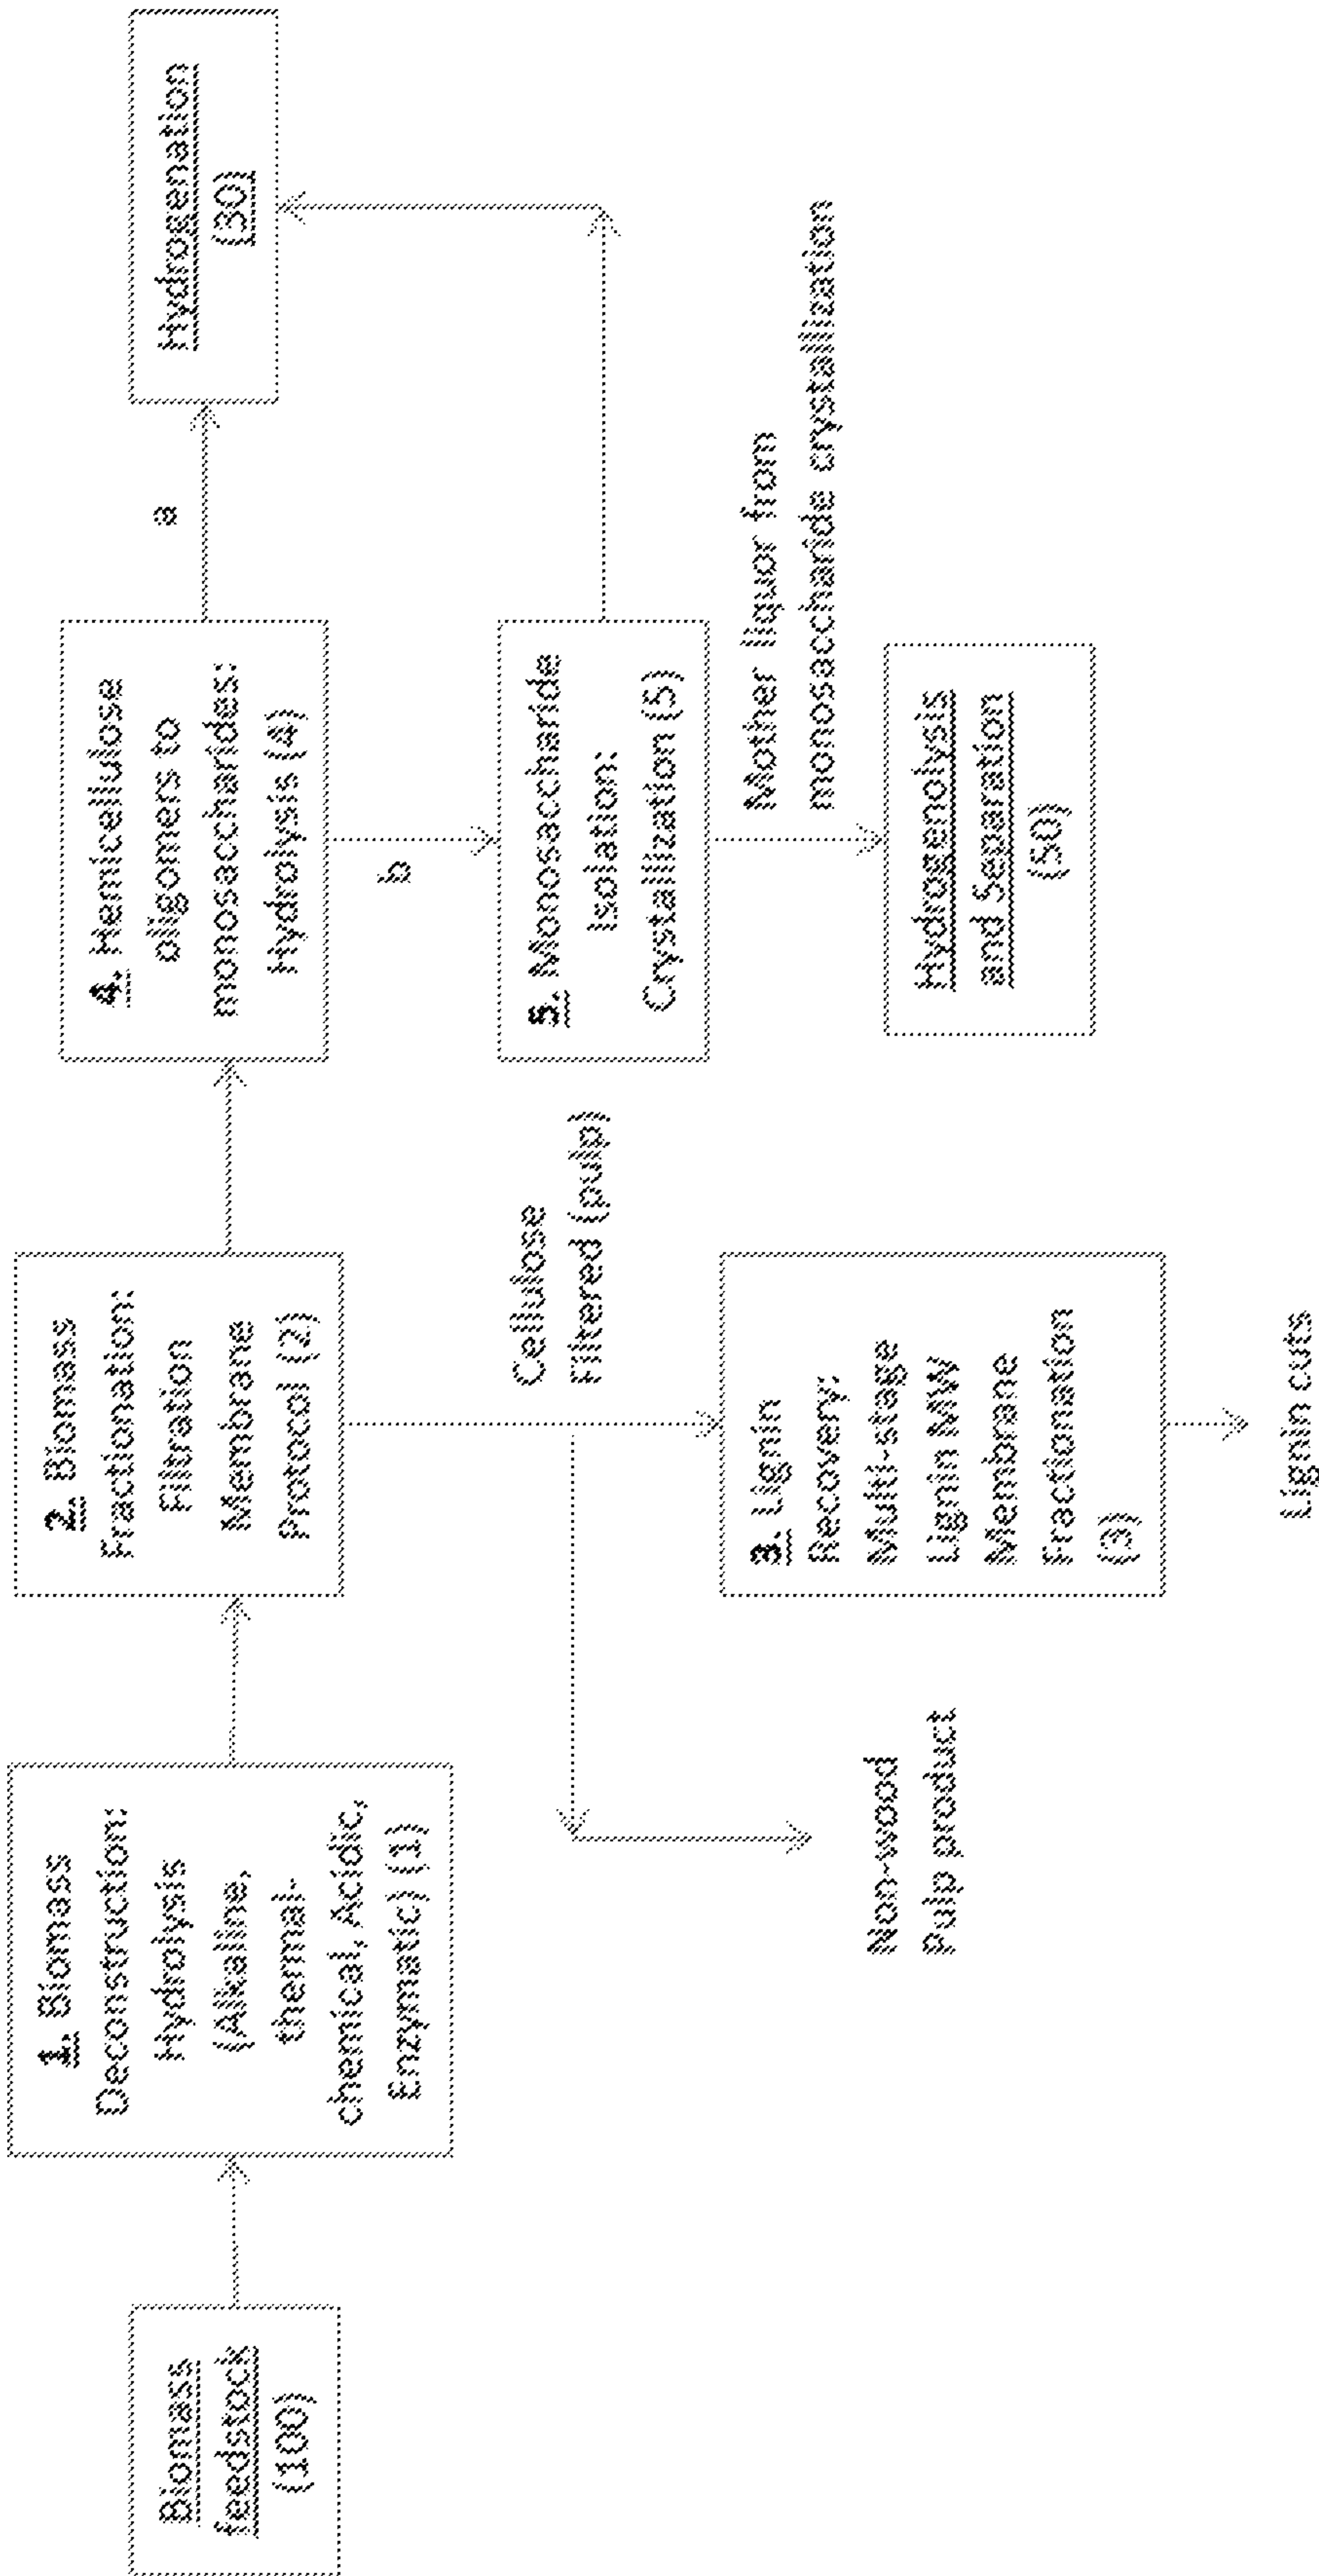 Biomass
feedstock
(100)
1. Biomass
Deconstruction:
Hydrolysis
(Alkaline,
thermal-
chemical, Acidic,
Enzymatic) (1)
2. Biomass
Fractionation:
Filtration
Membrane
Protocol (2)
4. Hemicellulose
oligomers to
monosaccharides:
Hydrolysis (4)
a
Hydrogenation
(30)
b
Cellulose
Filtered (pulp)
5. Monosaccharide
Isolation:
Crystallization (5)
Mother liquor from
monosaccharide crystallization
Non-wood
Pulp product
3. Lignin
Recovery:
Multi-stage
Lignin MW
Membrane
Fractionation
(3)
Hydrogenolysis
and Separation
(50)
Lignin cuts